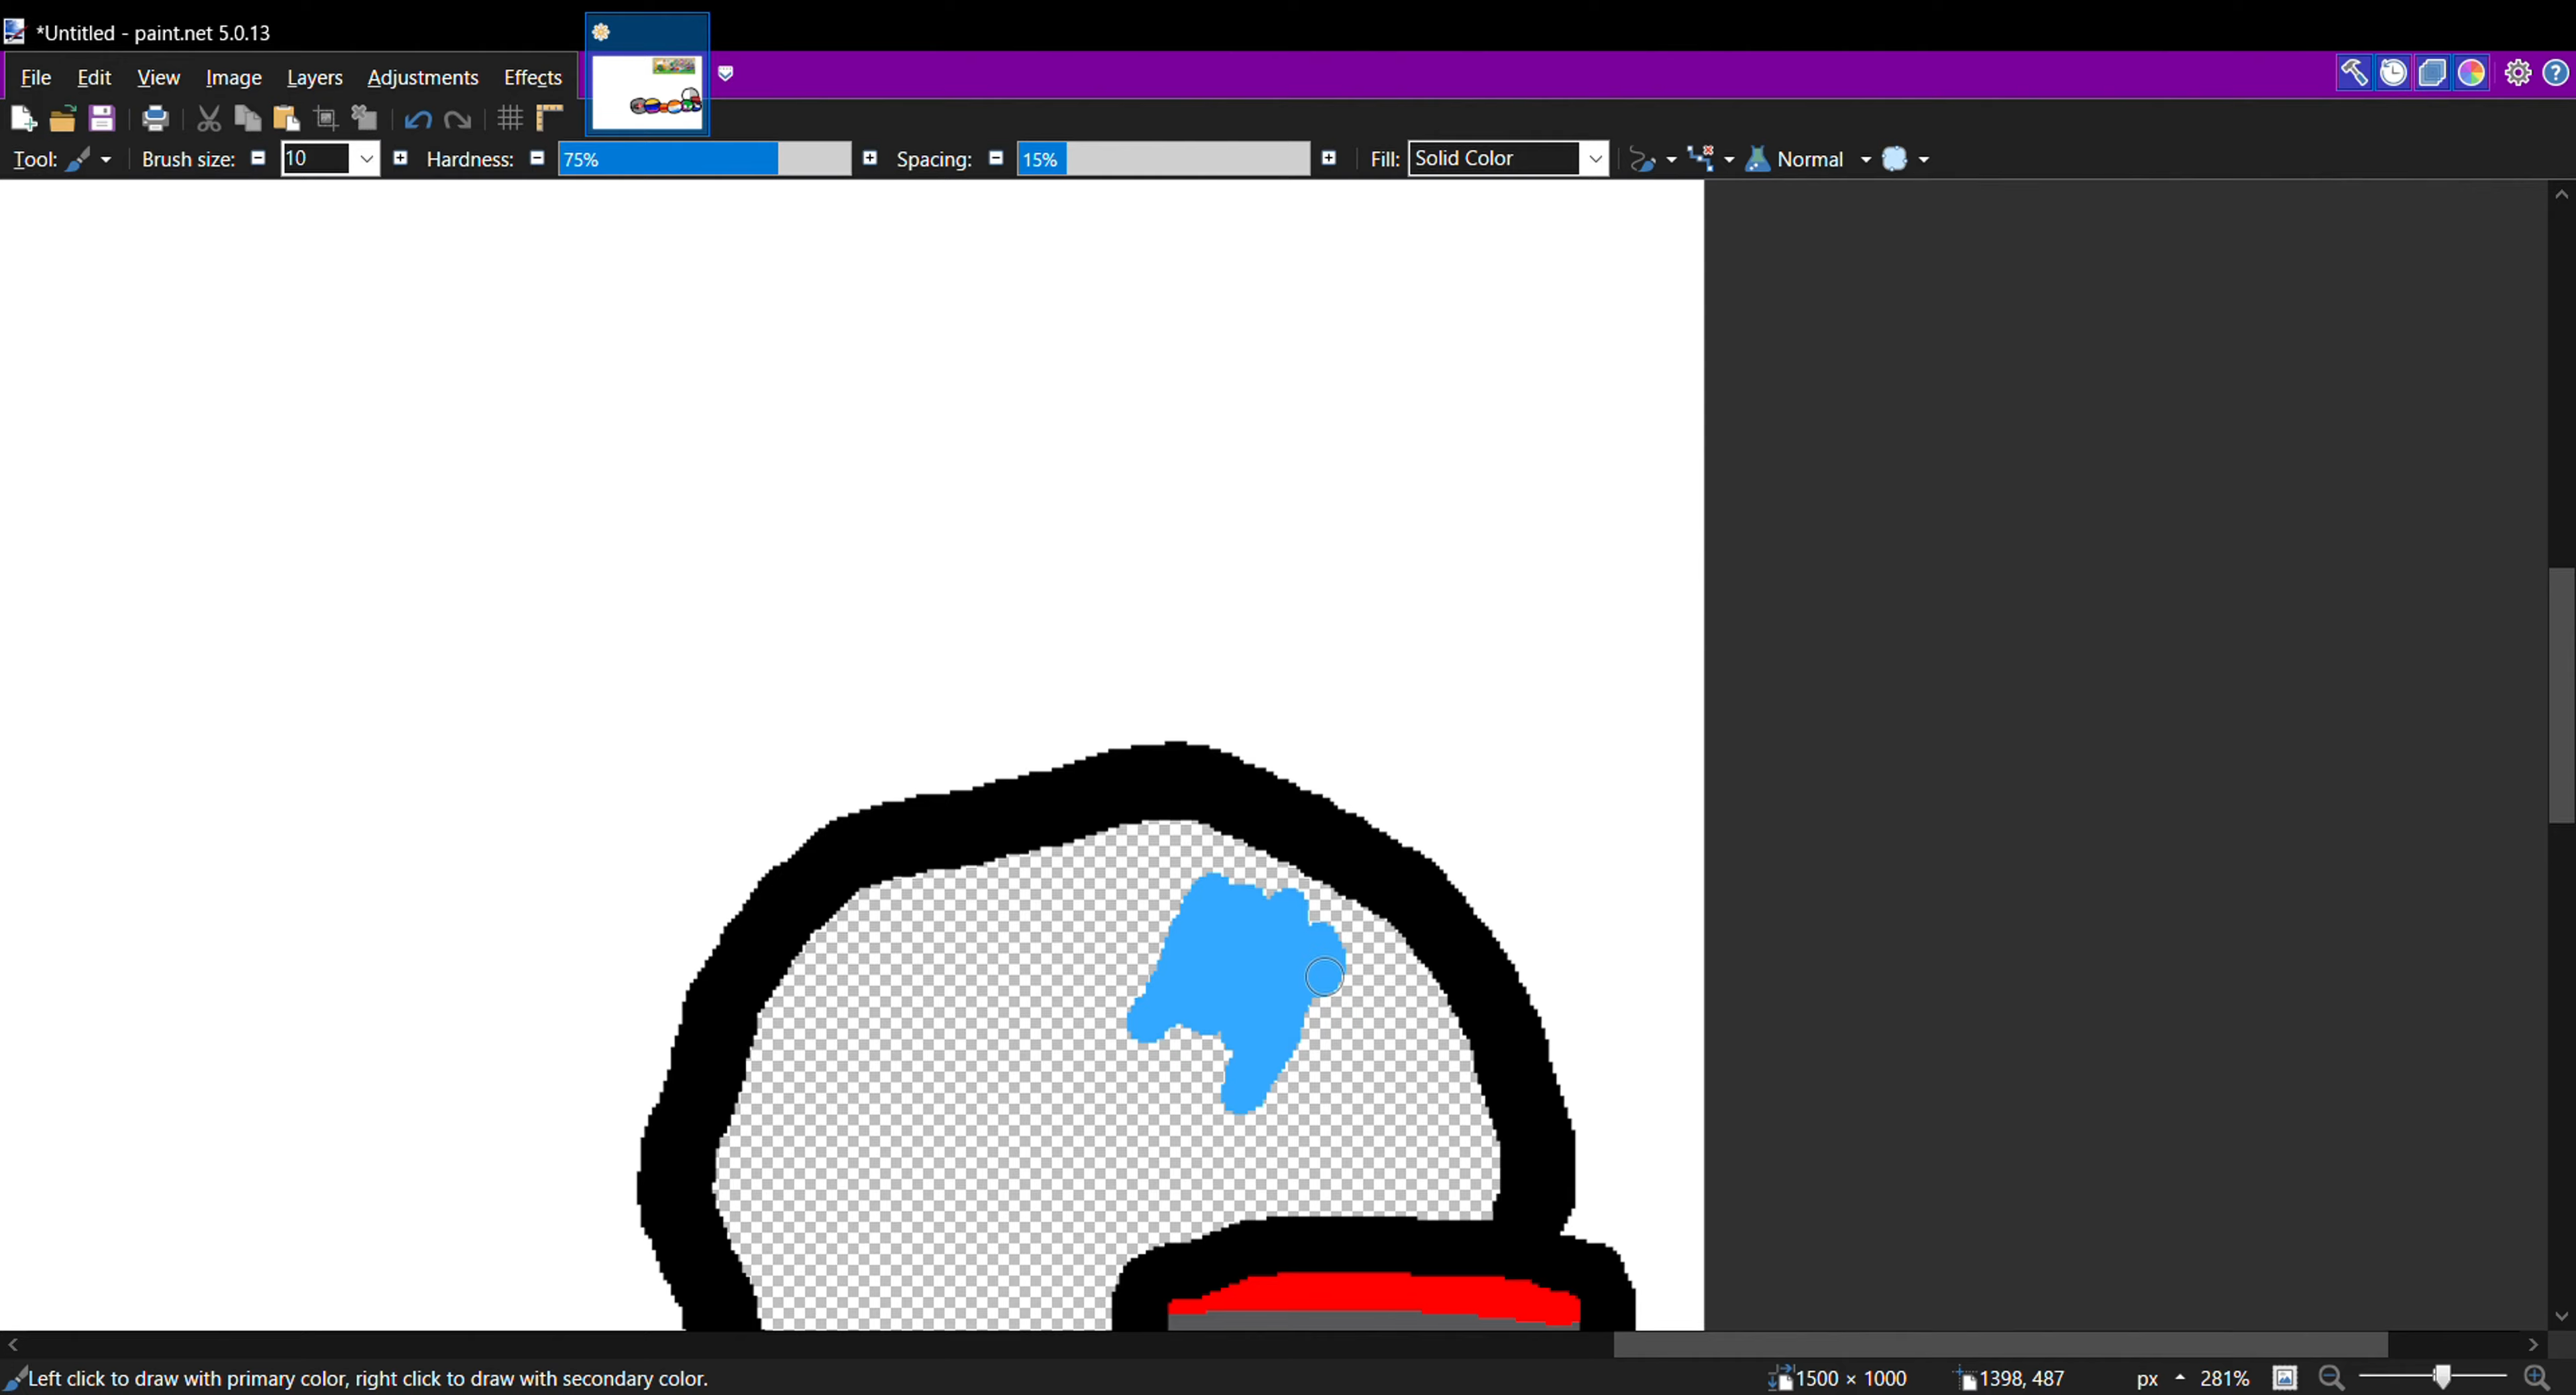 *Untitled - paint.net 5.0.13
File Edit View Image Layers Adjustments Effects
Tool: Brush size: 10 Hardness: 75% Spacing: 15% Fill: Solid Color Normal
Left click to draw with primary color, right click to draw with secondary color. 1500 × 1000 1398, 487 px 281%